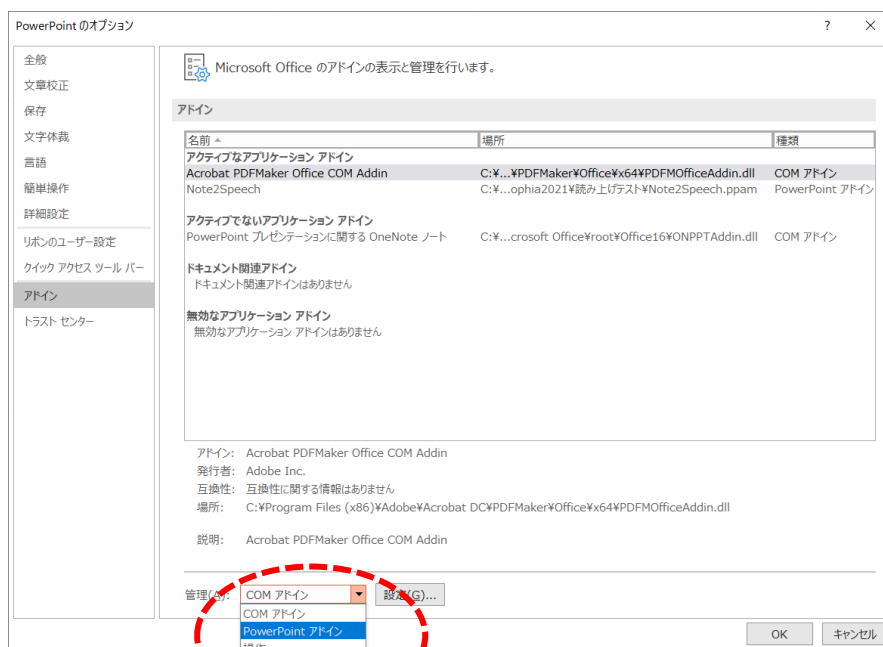 PowerPoint のオプション ? ×
全般
文章校正
保存
文字体裁
言語
簡単操作
詳細設定
リボンのユーザー設定
クイック アクセス ツール バー
アドイン
トラスト センター
Microsoft Office のアドインの表示と管理を行います。
アドイン
名前 場所 種類
アクティブなアプリケーション アドイン
Acrobat PDFMaker Office COM Addin C:¥...¥PDFMaker¥Office¥x64¥PDFMOfficeAddin.dll COM アドイン
Note2Speech C:¥...ophia2021¥読み上げテスト¥Note2Speech.ppam PowerPoint アドイン
アクティブでないアプリケーション アドイン
PowerPoint プレゼンテーションに関する OneNote ノート C:¥...crosoft Office¥root¥Office16¥ONPPTAddin.dll COM アドイン
ドキュメント関連アドイン
ドキュメント関連アドインはありません
無効なアプリケーション アドイン
無効なアプリケーション アドインはありません
アドイン: Acrobat PDFMaker Office COM Addin
発行者: Adobe Inc.
互換性: 互換性に関する情報はありません
場所: C:¥Program Files (x86)¥Adobe¥Acrobat DC¥PDFMaker¥Office¥x64¥PDFMOfficeAddin.dll
説明: Acrobat PDFMaker Office COM Addin
管理(A): COM アドイン 設定(G)...
COM アドイン
PowerPoint アドイン
OK キャンセル